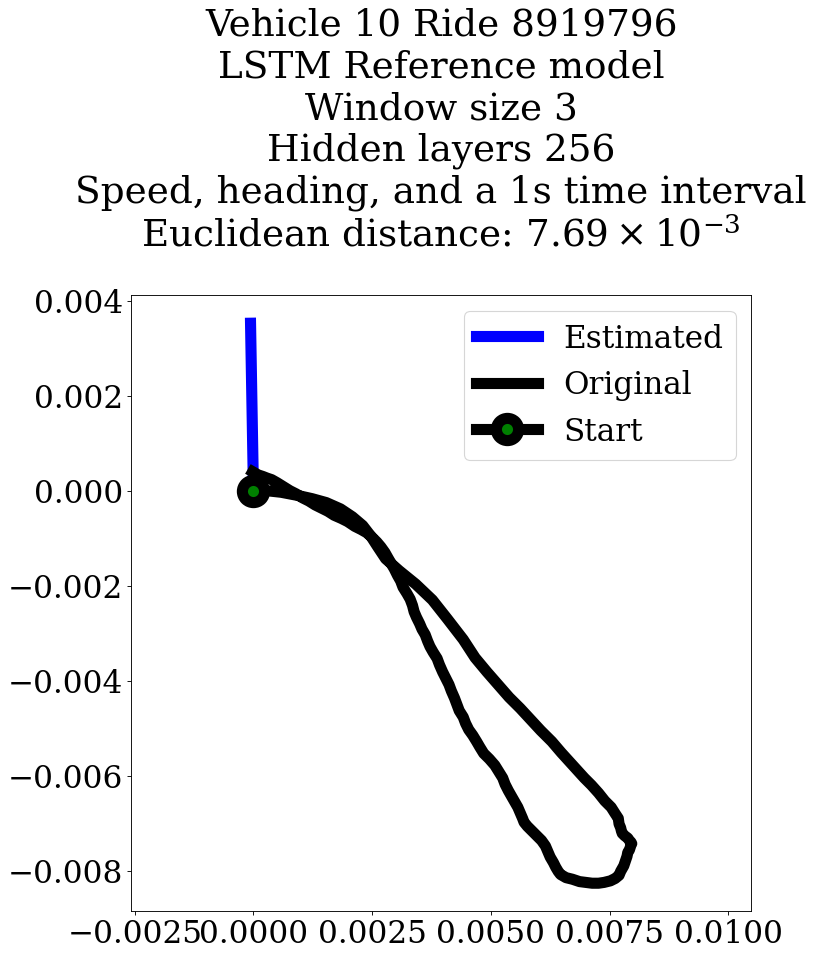 Vehicle 10 Ride 8919796
LSTM Reference model
Window size 3
Hidden layers 256
Speed, heading, and a 1s time interval
Euclidean distance: 7.69 × 10⁻³
0.004
0.002
0.000
−0.002
−0.004
−0.006
−0.008
Estimated
Original
Start
−0.0025 0.0000 0.0025 0.0050 0.0075 0.0100